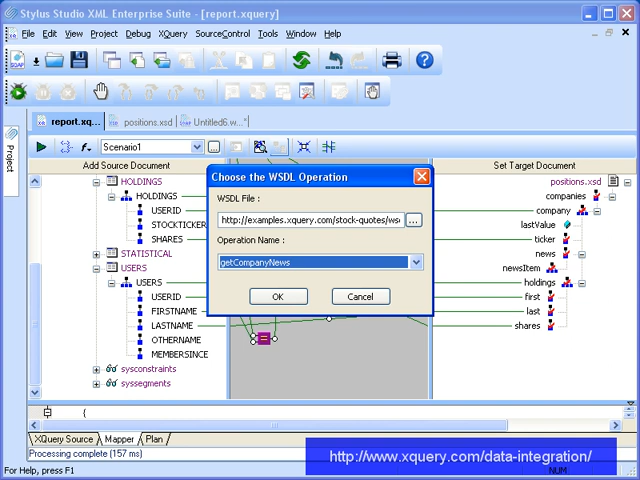 Stylus Studio XML Enterprise Suite - [report.xquery]
File Edit View Project Debug XQuery SourceControl Tools Window Help
SOAP
report.xq... positions.xsd Untitled6.w...*
Scenario1
Project
Add Source Document
Set Target Document
HOLDINGS
HOLDINGS
USERID
STOCKTICKER
SHARES
STATISTICAL
USERS
USERS
USERID
FIRSTNAME
LASTNAME
OTHERNAME
MEMBERSINCE
sysconstraints
syssegments
Choose the WSDL Operation
WSDL File :
http://examples.xquery.com/stock-quotes/wsd
...
Operation Name :
getCompanyNews
OK Cancel
=
positions.xsd
companies
company
lastValue
ticker
news
newsItem
holdings
first
last
shares
{
XQuery Source Mapper Plan
Processing complete (157 ms)
For Help, press F1
NUM
http://www.xquery.com/data-integration/